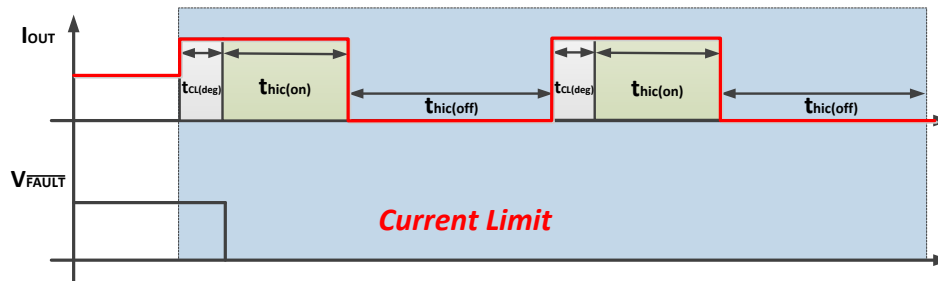 IOUT
tCL(deg)
thic(on)
thic(off)
tCL(deg)
thic(on)
thic(off)
VFAULT
Current Limit